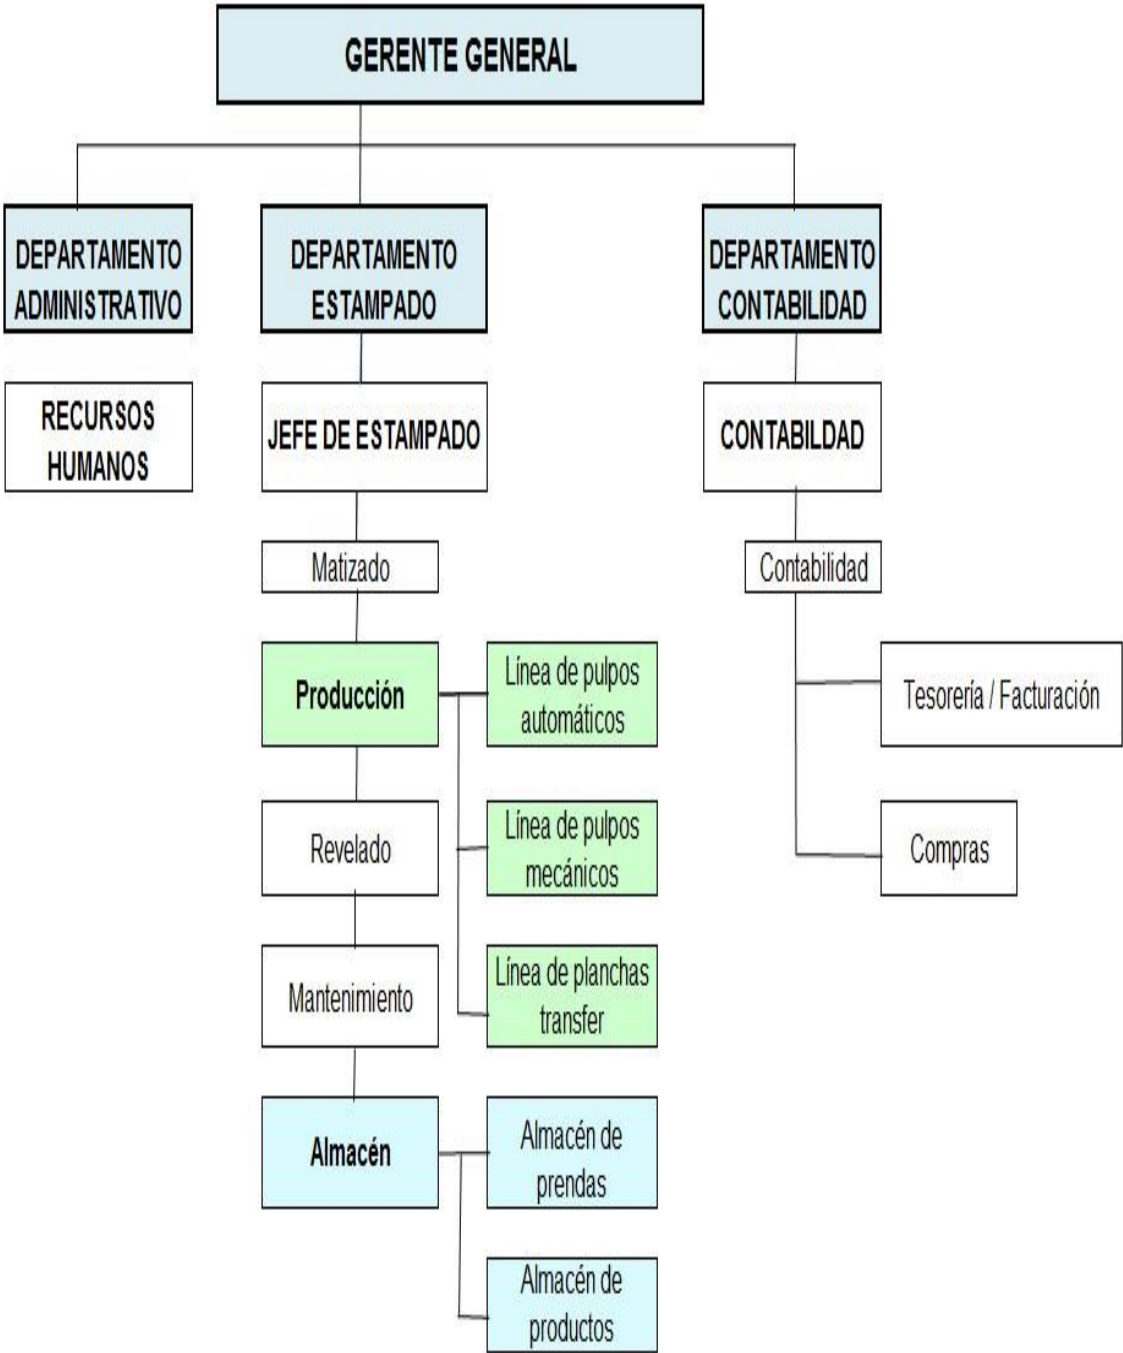 GERENTE GENERAL
DEPARTAMENTO
ADMINISTRATIVO
DEPARTAMENTO
ESTAMPADO
DEPARTAMENTO
CONTABILIDAD
RECURSOS
HUMANOS
JEFE DE ESTAMPADO
CONTABILDAD
Matizado
Contabilidad
Producción
Línea de pulpos
automáticos
Tesorería / Facturación
Revelado
Línea de pulpos
mecánicos
Compras
Mantenimiento
Línea de planchas
transfer
Almacén
Almacén de
prendas
Almacén de
productos